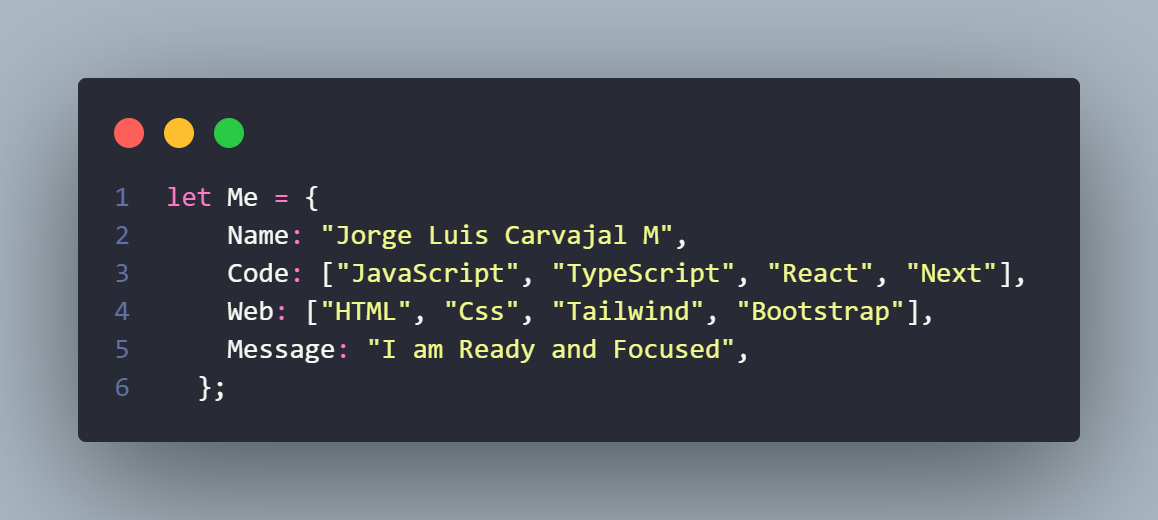 1 let Me = {
2 Name: "Jorge Luis Carvajal M",
3 Code: ["JavaScript", "TypeScript", "React", "Next"],
4 Web: ["HTML", "Css", "Tailwind", "Bootstrap"],
5 Message: "I am Ready and Focused",
6 };